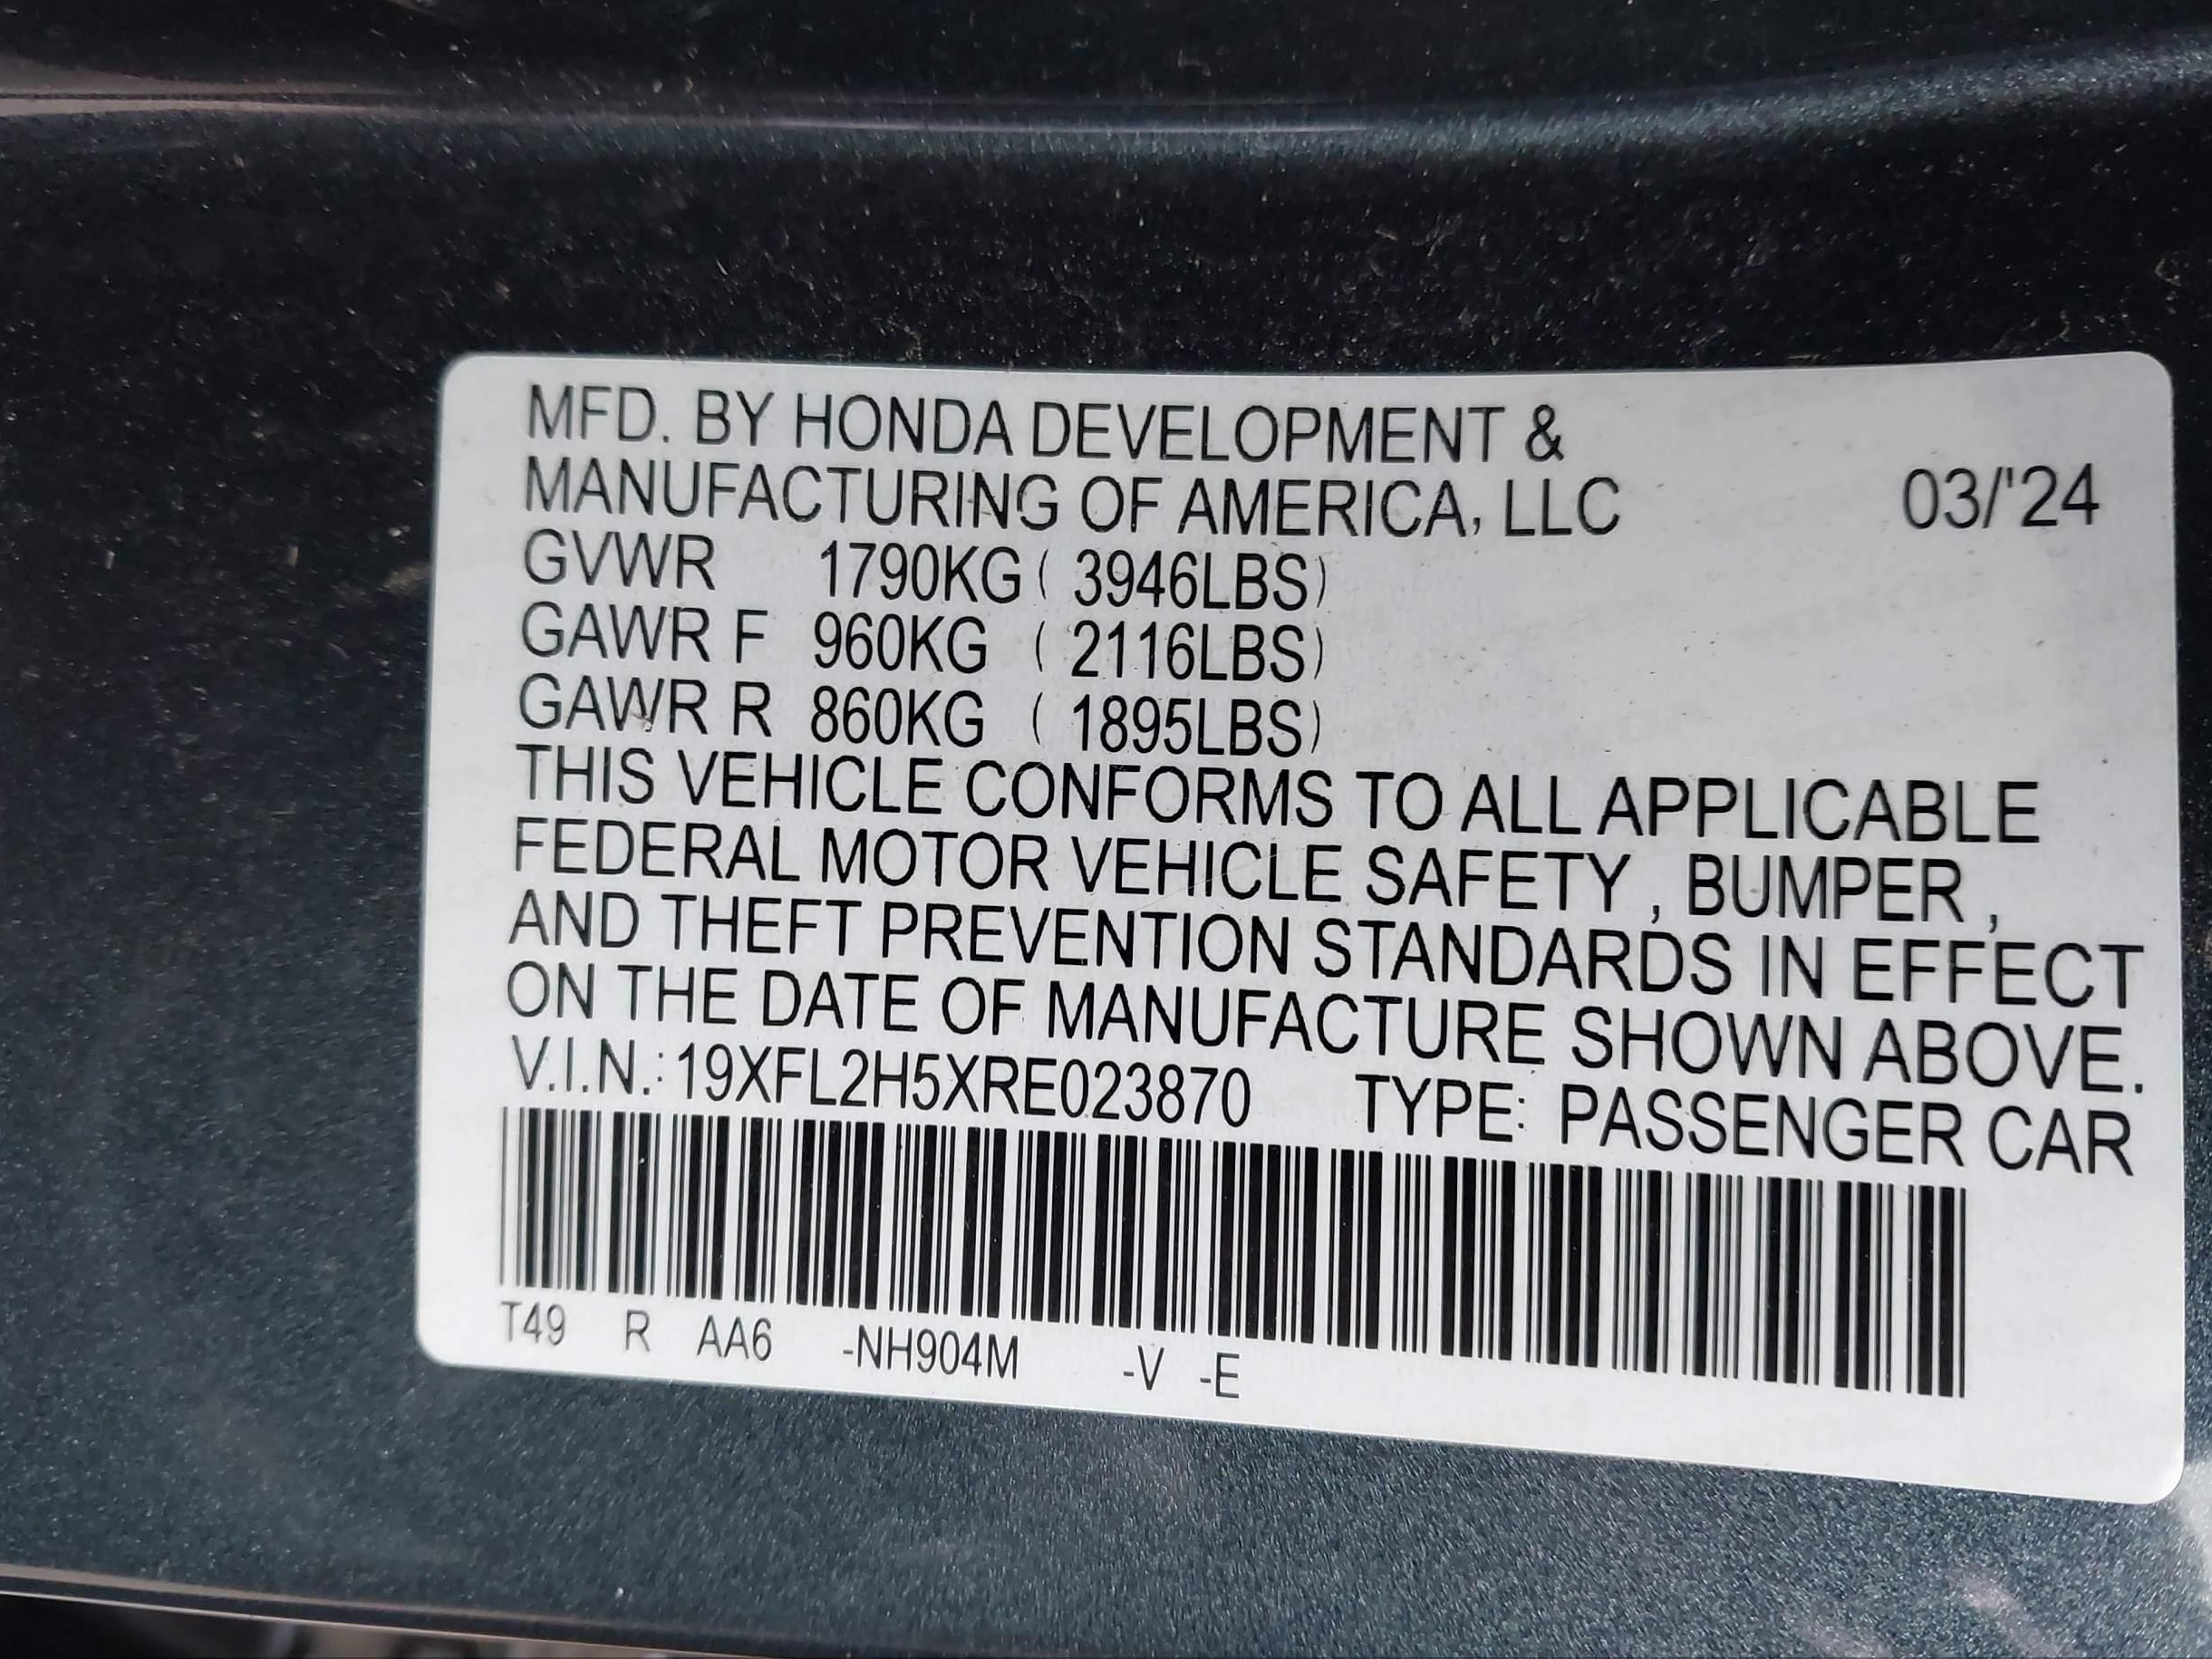 MFD. BY HONDA DEVELOPMENT &
MANUFACTURING OF AMERICA, LLC 03/'24
GVWR 1790KG ( 3946LBS)
GAWR F 960KG ( 2116LBS)
GAWR R 860KG ( 1895LBS)
THIS VEHICLE CONFORMS TO ALL APPLICABLE
FEDERAL MOTOR VEHICLE SAFETY , BUMPER ,
AND THEFT PREVENTION STANDARDS IN EFFECT
ON THE DATE OF MANUFACTURE SHOWN ABOVE.
V.I.N.: 19XFL2H5XRE023870 TYPE: PASSENGER CAR
T49 R AA6 -NH904M -V -E